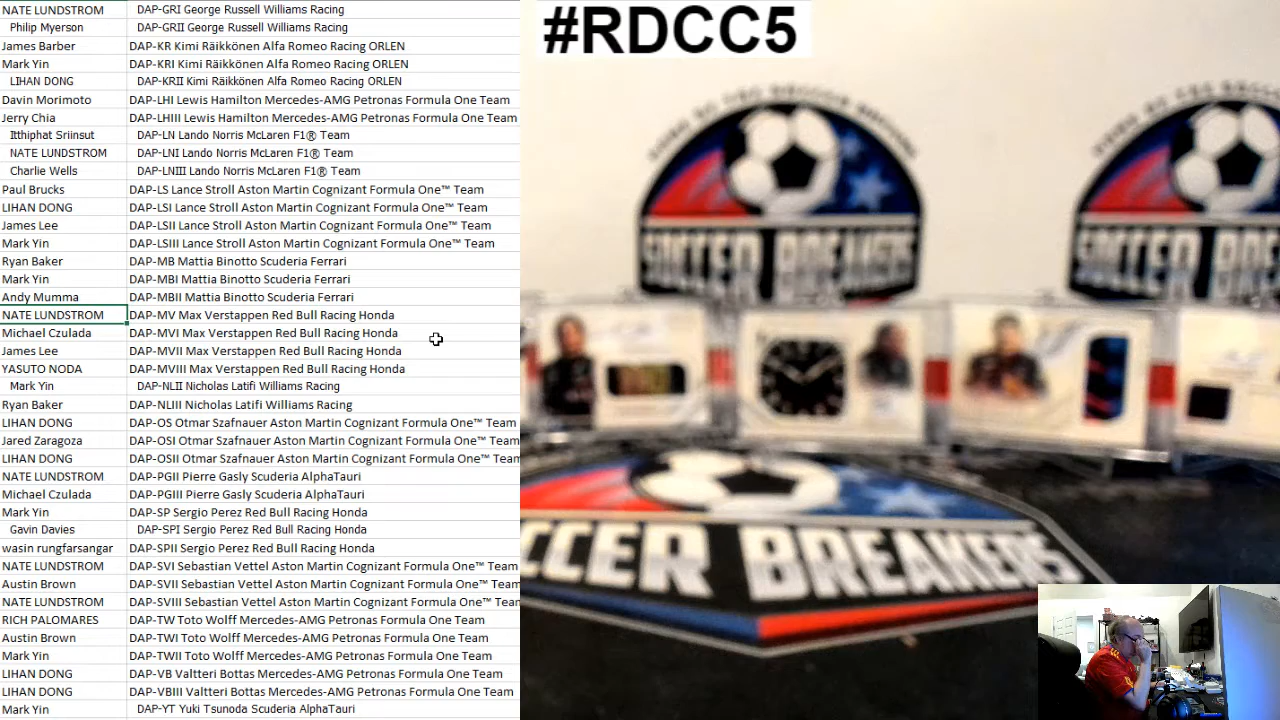 NATE LUNDSTROM DAP-GRI George Russell Williams Racing
Philip Myerson DAP-GRII George Russell Williams Racing
James Barber DAP-KR Kimi Räikkönen Alfa Romeo Racing ORLEN
Mark Yin DAP-KRI Kimi Räikkönen Alfa Romeo Racing ORLEN
LIHAN DONG DAP-KRII Kimi Räikkönen Alfa Romeo Racing ORLEN
Davin Morimoto DAP-LHI Lewis Hamilton Mercedes-AMG Petronas Formula One Team
Jerry Chia DAP-LHIII Lewis Hamilton Mercedes-AMG Petronas Formula One Team
Itthiphat Sriinsut DAP-LN Lando Norris McLaren F1® Team
NATE LUNDSTROM DAP-LNI Lando Norris McLaren F1® Team
Charlie Wells DAP-LNIII Lando Norris McLaren F1® Team
Paul Brucks DAP-LS Lance Stroll Aston Martin Cognizant Formula One™ Team
LIHAN DONG DAP-LSI Lance Stroll Aston Martin Cognizant Formula One™ Team
James Lee DAP-LSII Lance Stroll Aston Martin Cognizant Formula One™ Team
Mark Yin DAP-LSIII Lance Stroll Aston Martin Cognizant Formula One™ Team
Ryan Baker DAP-MB Mattia Binotto Scuderia Ferrari
Mark Yin DAP-MBI Mattia Binotto Scuderia Ferrari
Andy Mumma DAP-MBII Mattia Binotto Scuderia Ferrari
NATE LUNDSTROM DAP-MV Max Verstappen Red Bull Racing Honda
Michael Czulada DAP-MVI Max Verstappen Red Bull Racing Honda
James Lee DAP-MVII Max Verstappen Red Bull Racing Honda
YASUTO NODA DAP-MVIII Max Verstappen Red Bull Racing Honda
Mark Yin DAP-NLII Nicholas Latifi Williams Racing
Ryan Baker DAP-NLIII Nicholas Latifi Williams Racing
LIHAN DONG DAP-OS Otmar Szafnauer Aston Martin Cognizant Formula One™ Team
Jared Zaragoza DAP-OSI Otmar Szafnauer Aston Martin Cognizant Formula One™ Team
LIHAN DONG DAP-OSII Otmar Szafnauer Aston Martin Cognizant Formula One™ Team
NATE LUNDSTROM DAP-PGII Pierre Gasly Scuderia AlphaTauri
Michael Czulada DAP-PGIII Pierre Gasly Scuderia AlphaTauri
Mark Yin DAP-SP Sergio Perez Red Bull Racing Honda
Gavin Davies DAP-SPI Sergio Perez Red Bull Racing Honda
wasin rungfarsangar DAP-SPII Sergio Perez Red Bull Racing Honda
NATE LUNDSTROM DAP-SVI Sebastian Vettel Aston Martin Cognizant Formula One™ Team
Austin Brown DAP-SVII Sebastian Vettel Aston Martin Cognizant Formula One™ Team
NATE LUNDSTROM DAP-SVIII Sebastian Vettel Aston Martin Cognizant Formula One™ Tear
RICH PALOMARES DAP-TW Toto Wolff Mercedes-AMG Petronas Formula One Team
Austin Brown DAP-TWI Toto Wolff Mercedes-AMG Petronas Formula One Team
Mark Yin DAP-TWII Toto Wolff Mercedes-AMG Petronas Formula One Team
LIHAN DONG DAP-VB Valtteri Bottas Mercedes-AMG Petronas Formula One Team
LIHAN DONG DAP-VBIII Valtteri Bottas Mercedes-AMG Petronas Formula One Team
Mark Yin DAP-YT Yuki Tsunoda Scuderia AlphaTauri
#RDCC5
SOCCER BREAKERS
SOCCER BREAKERS
CCER BREAKERS